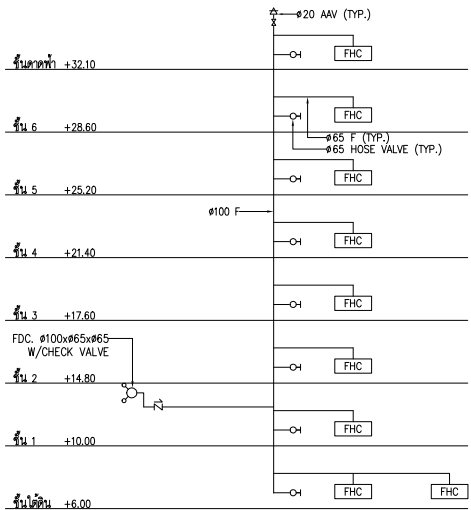 ø20 AAV (TYP.)
FHC
ชั้นดาดฟ้า +32.10
FHC
ชั้น 6 +28.60
ø65 F (TYP.)
ø65 HOSE VALVE (TYP.)
FHC
ชั้น 5 +25.20
ø100 F
FHC
ชั้น 4 +21.40
FHC
ชั้น 3 +17.60
FDC. ø100xø65xø65
W/CHECK VALVE
FHC
ชั้น 2 +14.80
FHC
ชั้น 1 +10.00
FHC FHC
ชั้นใต้ดิน +6.00